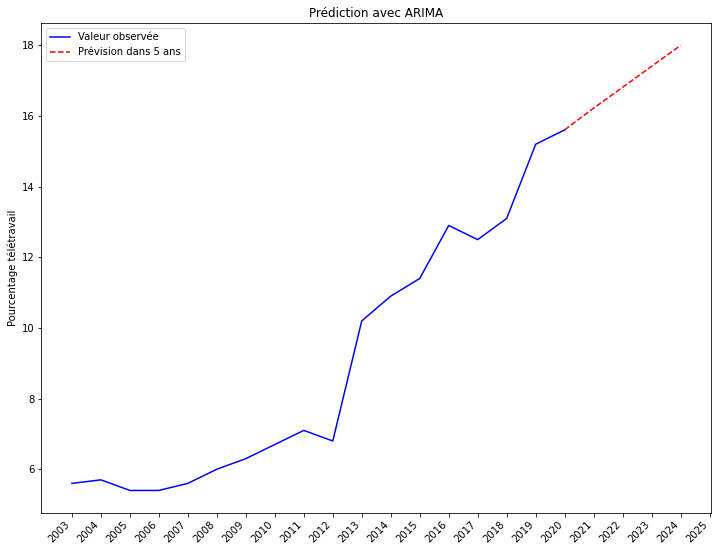 Prédiction avec ARIMA
Valeur observée
Prévision dans 5 ans
Pourcentage télétravail
18
16
14
12
10
8
6
2003 2004 2005 2006 2007 2008 2009 2010 2011 2012 2013 2014 2015 2016 2017 2018 2019 2020 2021 2022 2023 2024 2025